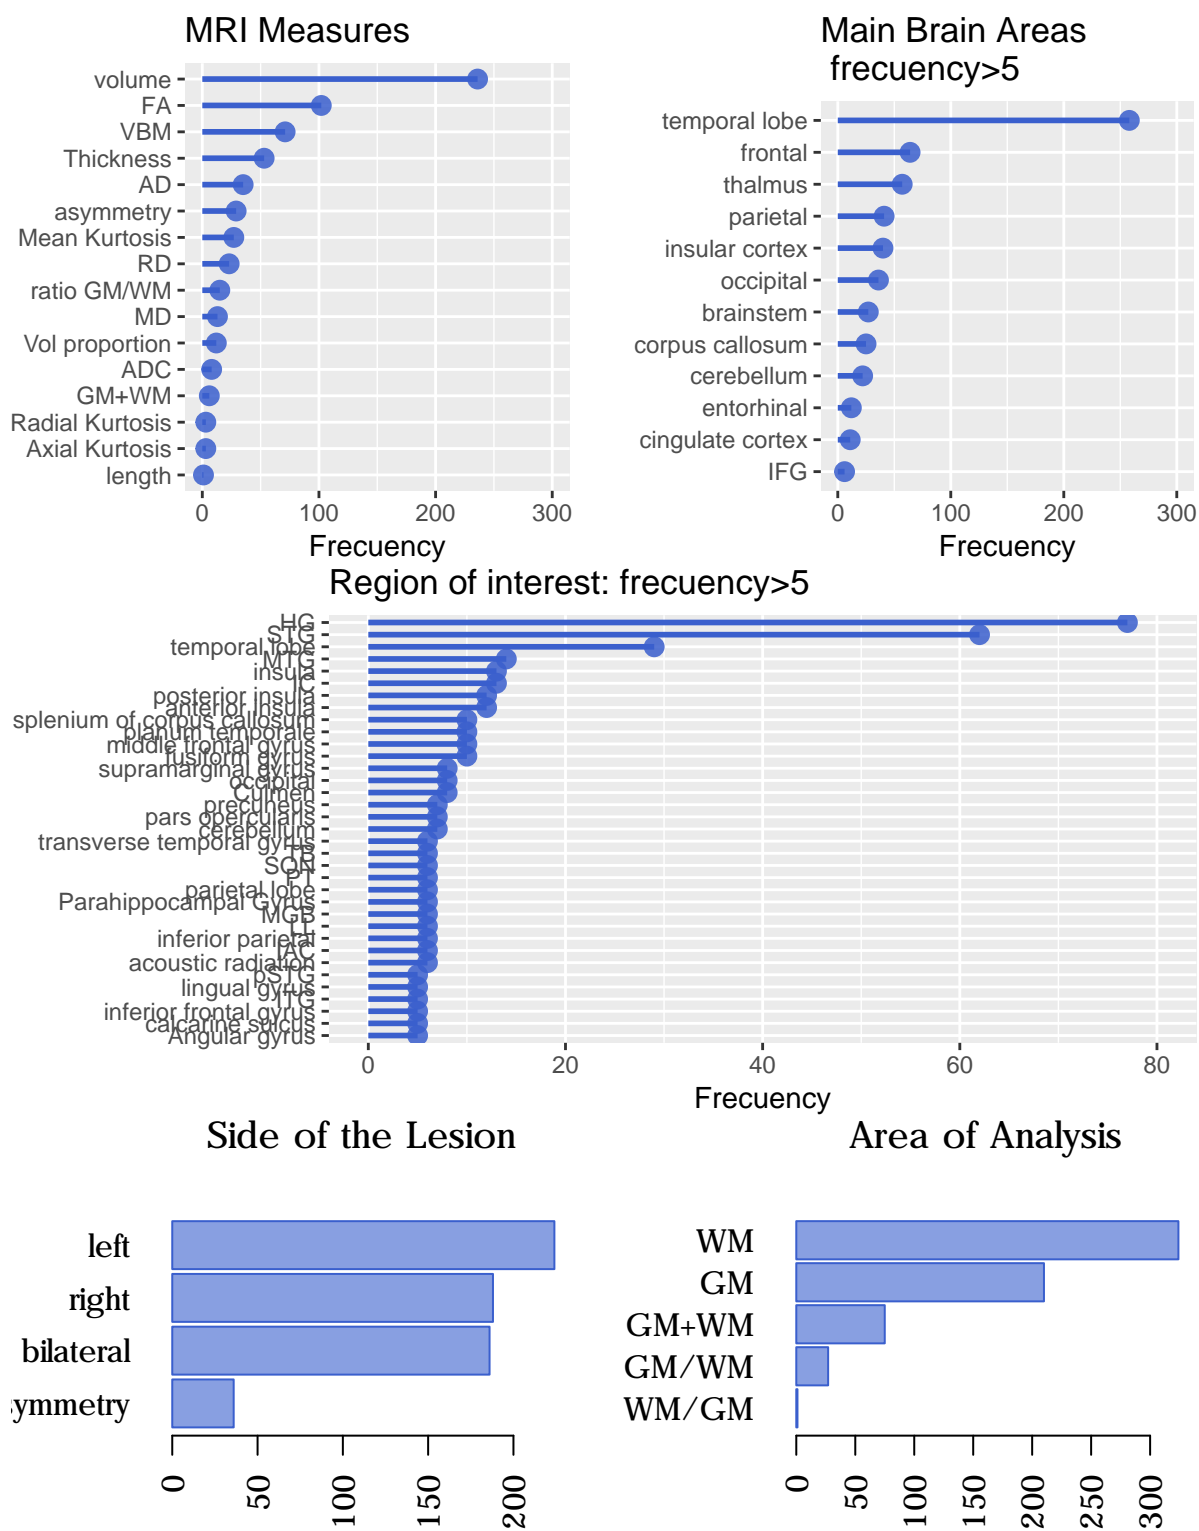 MRI Measures
volume
FA
VBM
Thickness
AD
asymmetry
Mean Kurtosis
RD
ratio GM/WM
MD
Vol proportion
ADC
GM+WM
Radial Kurtosis
Axial Kurtosis
length
0 100 200 300
Frecuency
Main Brain Areas
frecuency>5
temporal lobe
frontal
thalmus
parietal
insular cortex
occipital
brainstem
corpus callosum
cerebellum
entorhinal
cingulate cortex
IFG
0 100 200 300
Frecuency
Region of interest: frecuency>5
HG
STG
temporal lobe
MTG
insula
IC
posterior insula
anterior insula
splenium of corpus callosum
planum temporale
middle frontal gyrus
fusiform gyrus
supramarginal gyrus
occipital
Culmen
precuneus
pars opercularis
cerebellum
transverse temporal gyrus
TB
SON
PT
parietal lobe
Parahippocampal Gyrus
MGB
LL
inferior parietal
IAC
acoustic radiation
pSTG
lingual gyrus
ITG
inferior frontal gyrus
calcarine sulcus
Angular gyrus
0 20 40 60 80
Frecuency
Side of the Lesion
left
right
bilateral
symmetry
0 50 100 150 200
Area of Analysis
WM
GM
GM+WM
GM/WM
WM/GM
0 50 100 150 200 250 300